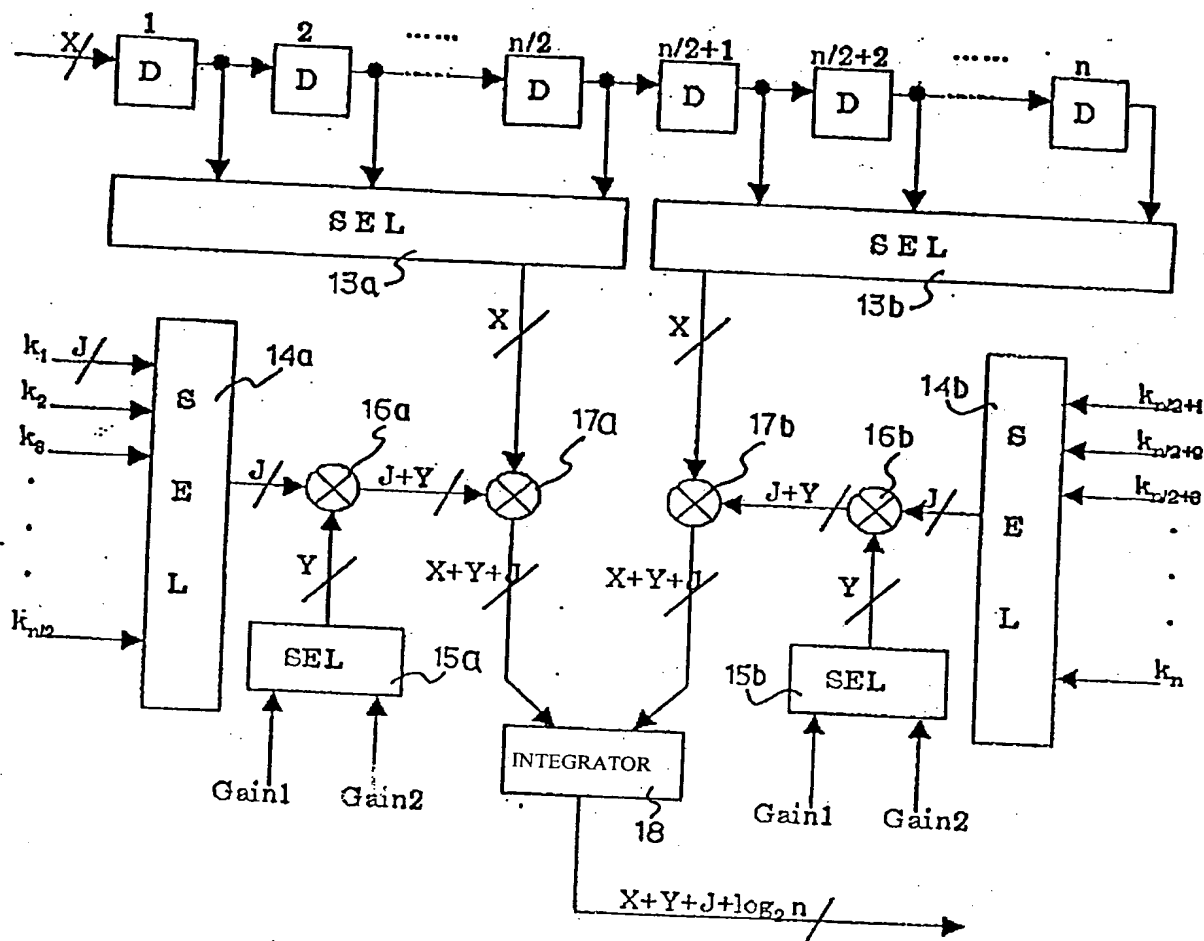 1 2 ...... n/2 n/2+1 n/2+2 ...... n
X D D D D D D
SEL SEL
13a 13b
X X
k₁ J 14a 14b kₙ/₂₊₁
k₂ S S kₙ/₂₊₂
k₃ 16a 17a 17b 16b kₙ/₂₊₃
E J J+Y J+Y J E
Y X+Y+J X+Y+J Y
L L
kₙ/₂ kₙ
SEL 15a 15b SEL
INTEGRATOR
Gain1 Gain2 18 Gain1 Gain2
X+Y+J+log₂ n